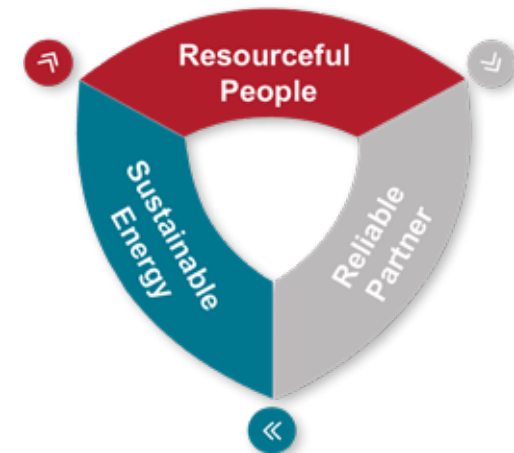 Resourceful
People
Sustainable
Energy
Reliable
Partner